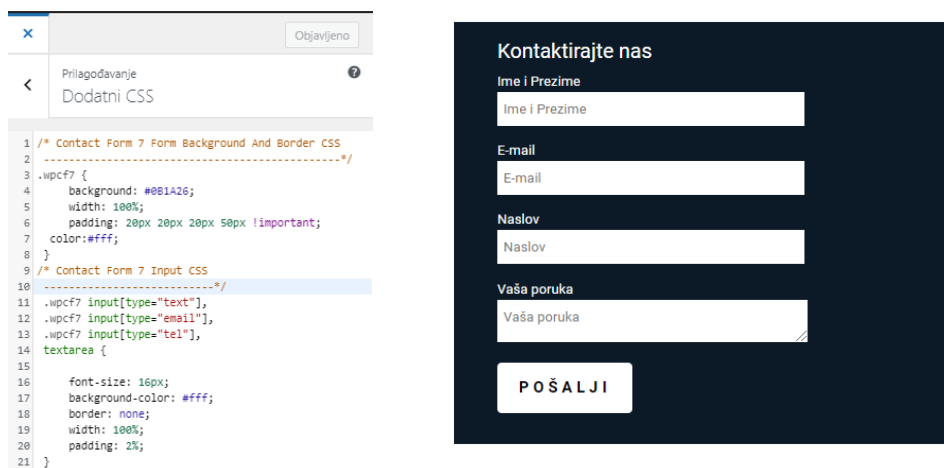 Objavljeno
Prilagođavanje
Dodatni CSS
1 /* Contact Form 7 Form Background And Border CSS
2 -----------------------------------------------*/
3 .wpcf7 {
4 background: #0B1A26;
5 width: 100%;
6 padding: 20px 20px 20px 50px !important;
7 color:#fff;
8 }
9 /* Contact Form 7 Input CSS
10 ---------------------------*/
11 .wpcf7 input[type="text"],
12 .wpcf7 input[type="email"],
13 .wpcf7 input[type="tel"],
14 textarea {
15
16 font-size: 16px;
17 background-color: #fff;
18 border: none;
19 width: 100%;
20 padding: 2%;
21 }
Kontaktirajte nas
Ime i Prezime
Ime i Prezime
E-mail
E-mail
Naslov
Naslov
Vaša poruka
Vaša poruka
POŠALJI